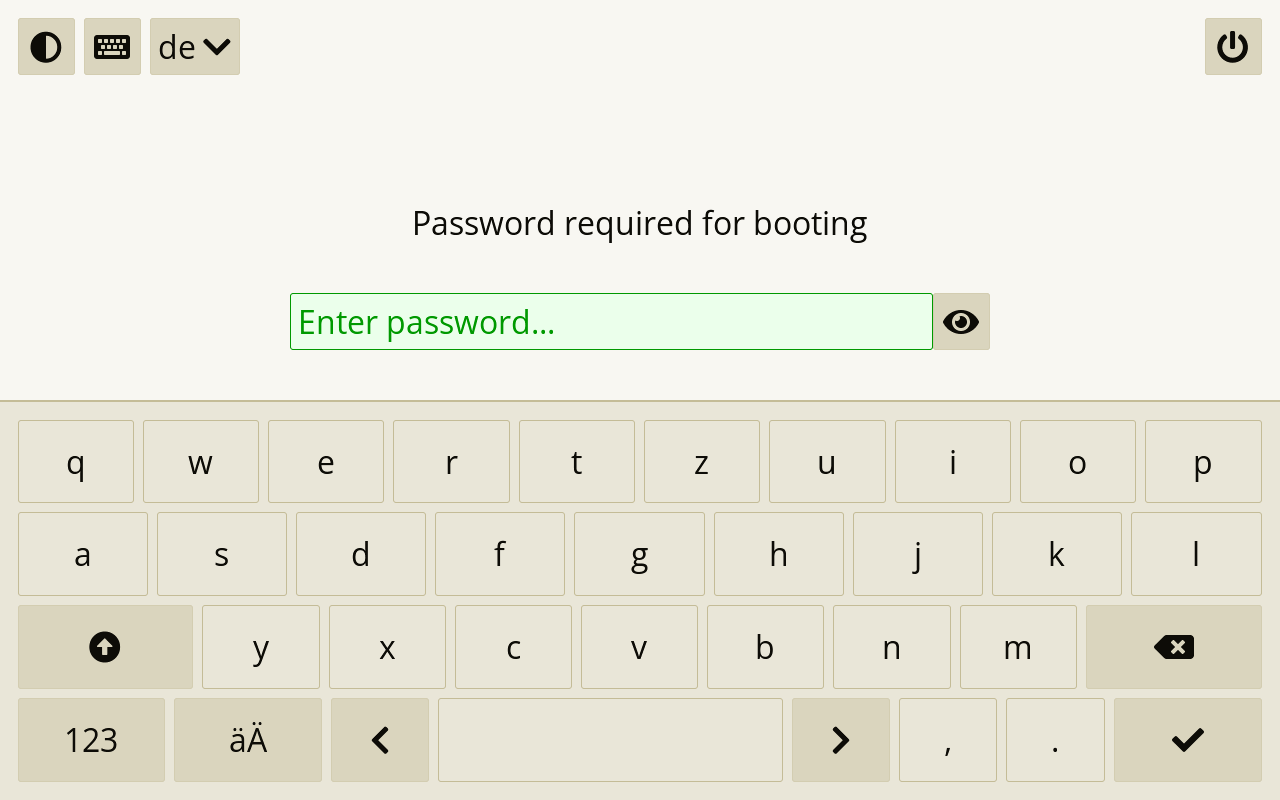 de
Password required for booting
Enter password...
q w e r t z u i o p
a s d f g h j k l
y x c v b n m
123 äÄ , .